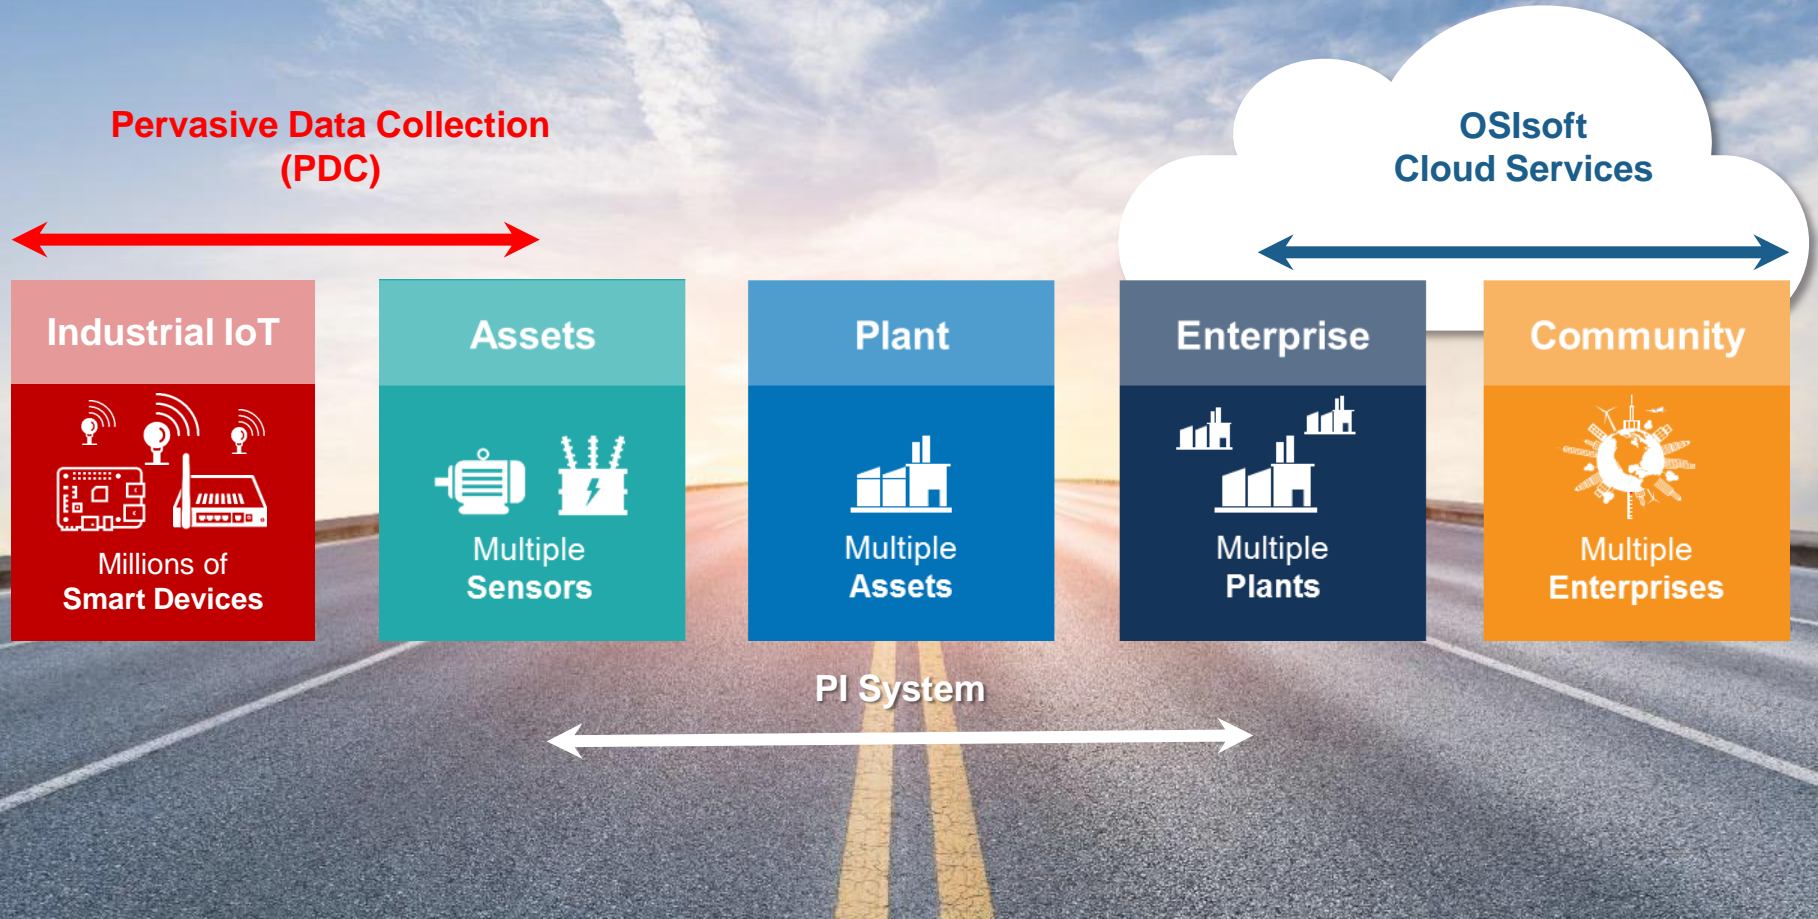 Pervasive Data Collection
(PDC)
OSIsoft
Cloud Services
Industrial IoT
Assets
Plant
Enterprise
Community
Millions of
Smart Devices
Multiple
Sensors
Multiple
Assets
Multiple
Plants
Multiple
Enterprises
PI System